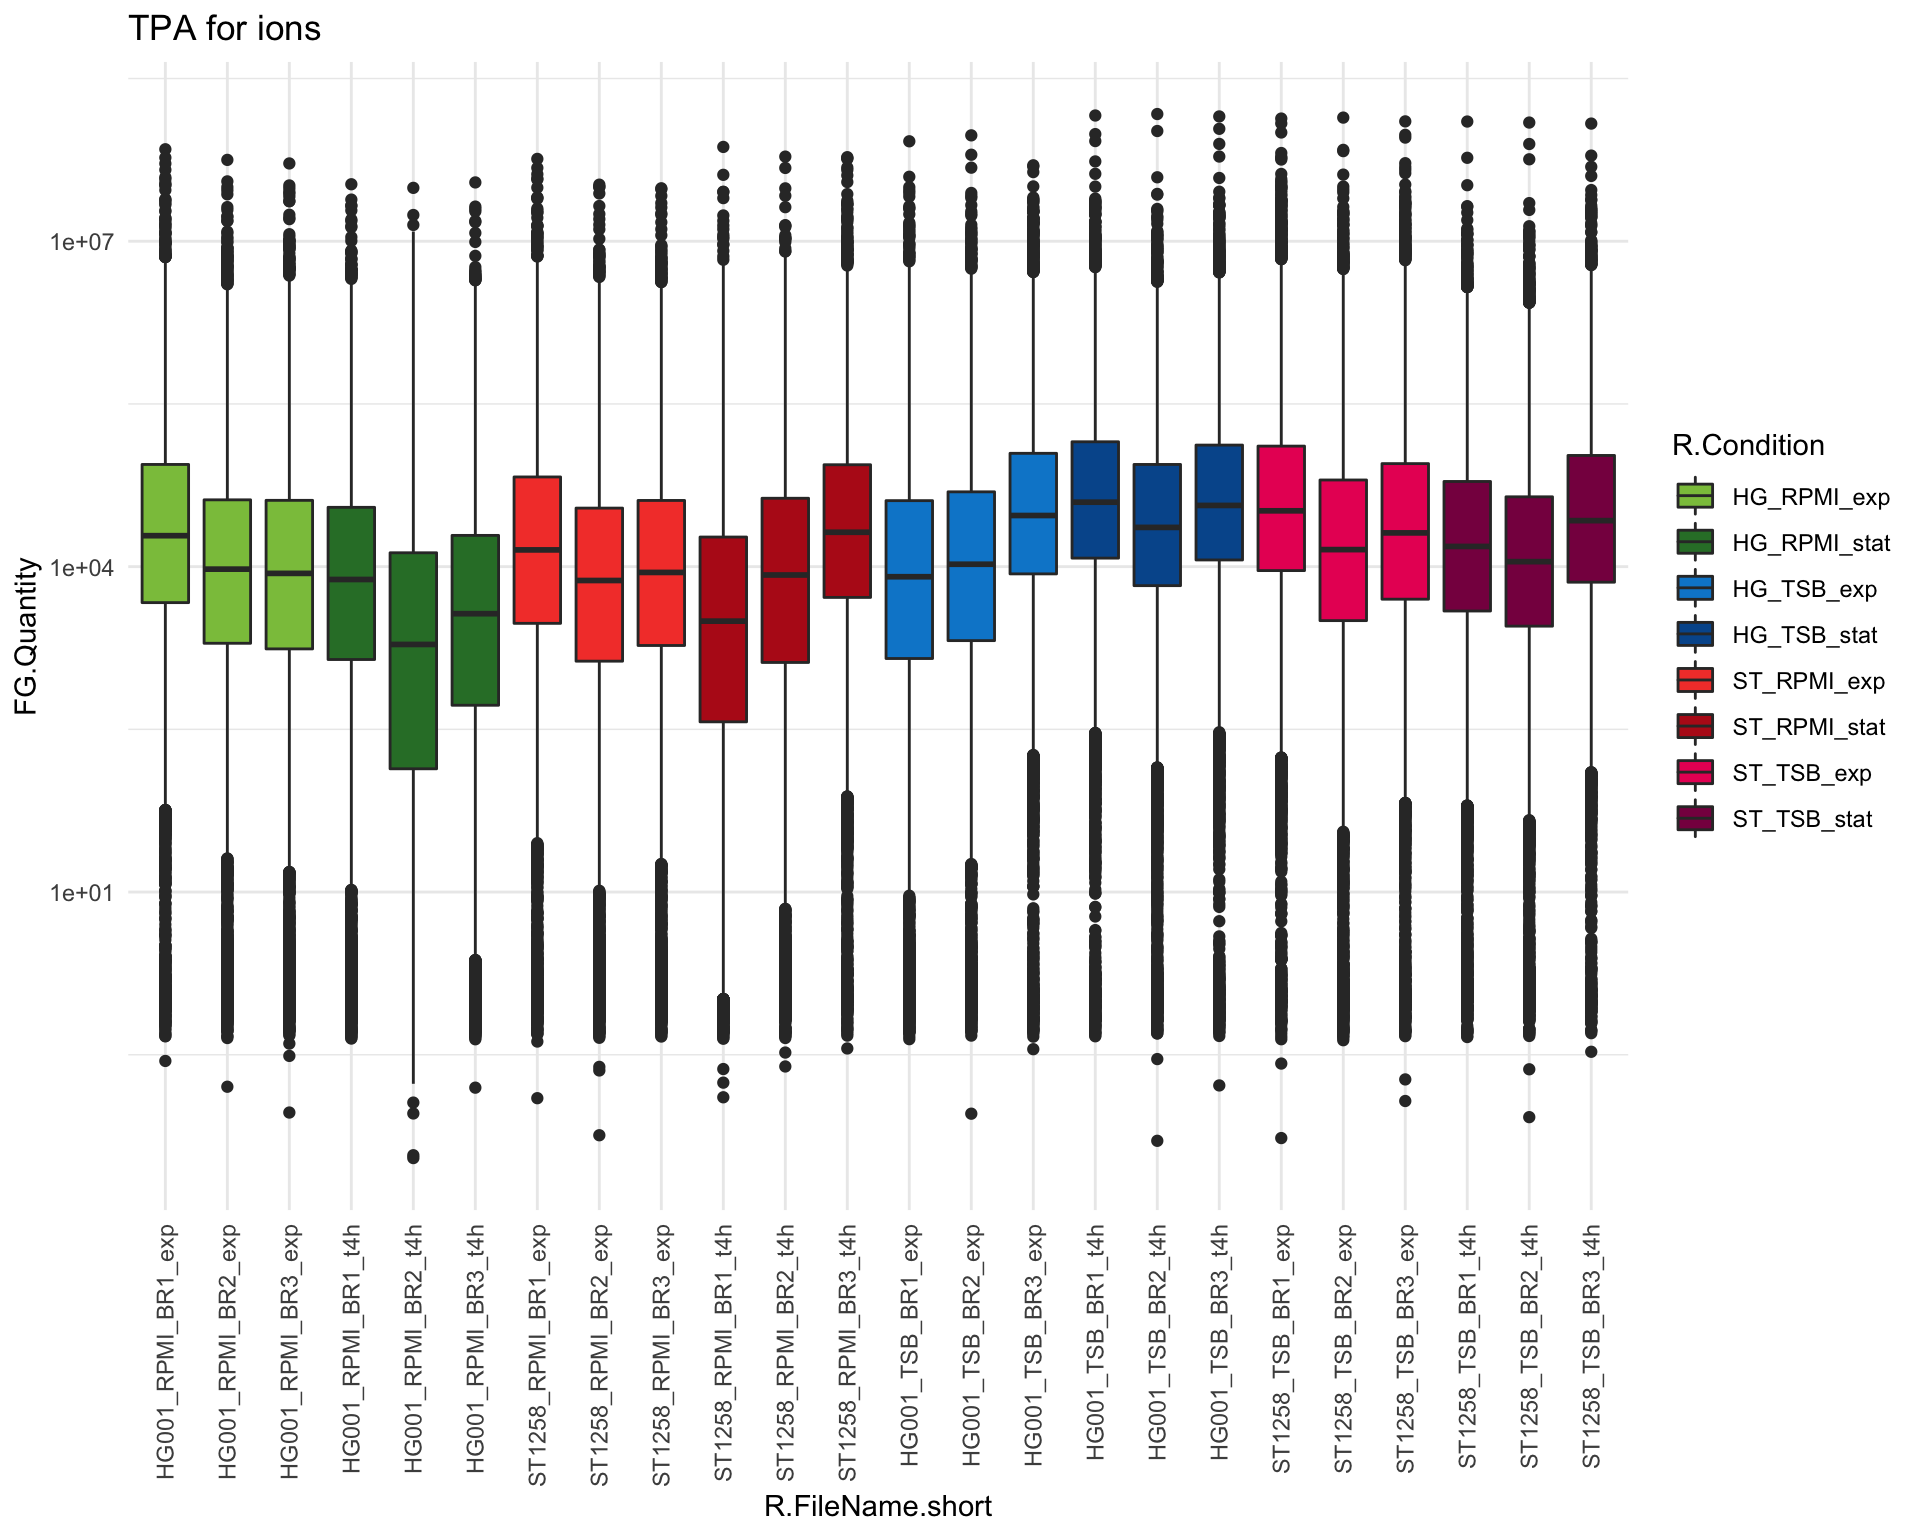 TPA for ions
FG.Quantity
1e+07
1e+04
1e+01
HG001_RPMI_BR1_exp
HG001_RPMI_BR2_exp
HG001_RPMI_BR3_exp
HG001_RPMI_BR1_t4h
HG001_RPMI_BR2_t4h
HG001_RPMI_BR3_t4h
ST1258_RPMI_BR1_exp
ST1258_RPMI_BR2_exp
ST1258_RPMI_BR3_exp
ST1258_RPMI_BR1_t4h
ST1258_RPMI_BR2_t4h
ST1258_RPMI_BR3_t4h
HG001_TSB_BR1_exp
HG001_TSB_BR2_exp
HG001_TSB_BR3_exp
HG001_TSB_BR1_t4h
HG001_TSB_BR2_t4h
HG001_TSB_BR3_t4h
ST1258_TSB_BR1_exp
ST1258_TSB_BR2_exp
ST1258_TSB_BR3_exp
ST1258_TSB_BR1_t4h
ST1258_TSB_BR2_t4h
ST1258_TSB_BR3_t4h
R.FileName.short
R.Condition
HG_RPMI_exp
HG_RPMI_stat
HG_TSB_exp
HG_TSB_stat
ST_RPMI_exp
ST_RPMI_stat
ST_TSB_exp
ST_TSB_stat